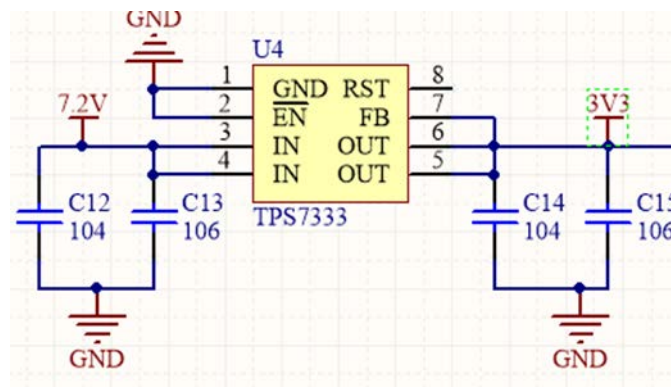 GND
U4
1 GND RST 8
2 EN FB 7
3 IN OUT 6
4 IN OUT 5
TPS7333
7.2V
3V3
C12
104
C13
106
C14
104
C15
106
GND
GND